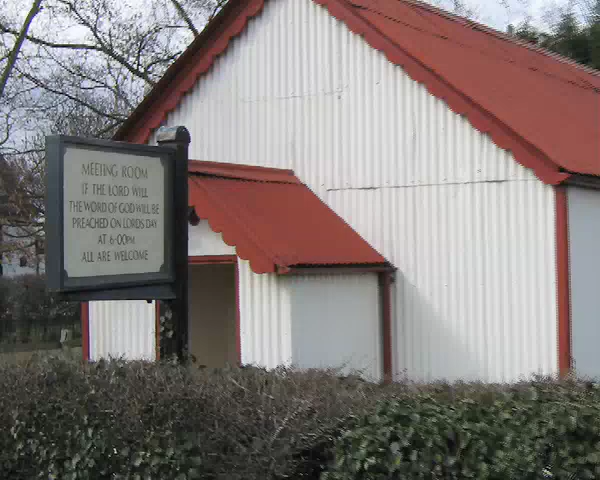 MEETING ROOM
IF THE LORD WILL
THE WORD OF GOD WILL BE
PREACHED ON LORDS DAY
AT 6-00PM
ALL ARE WELCOME